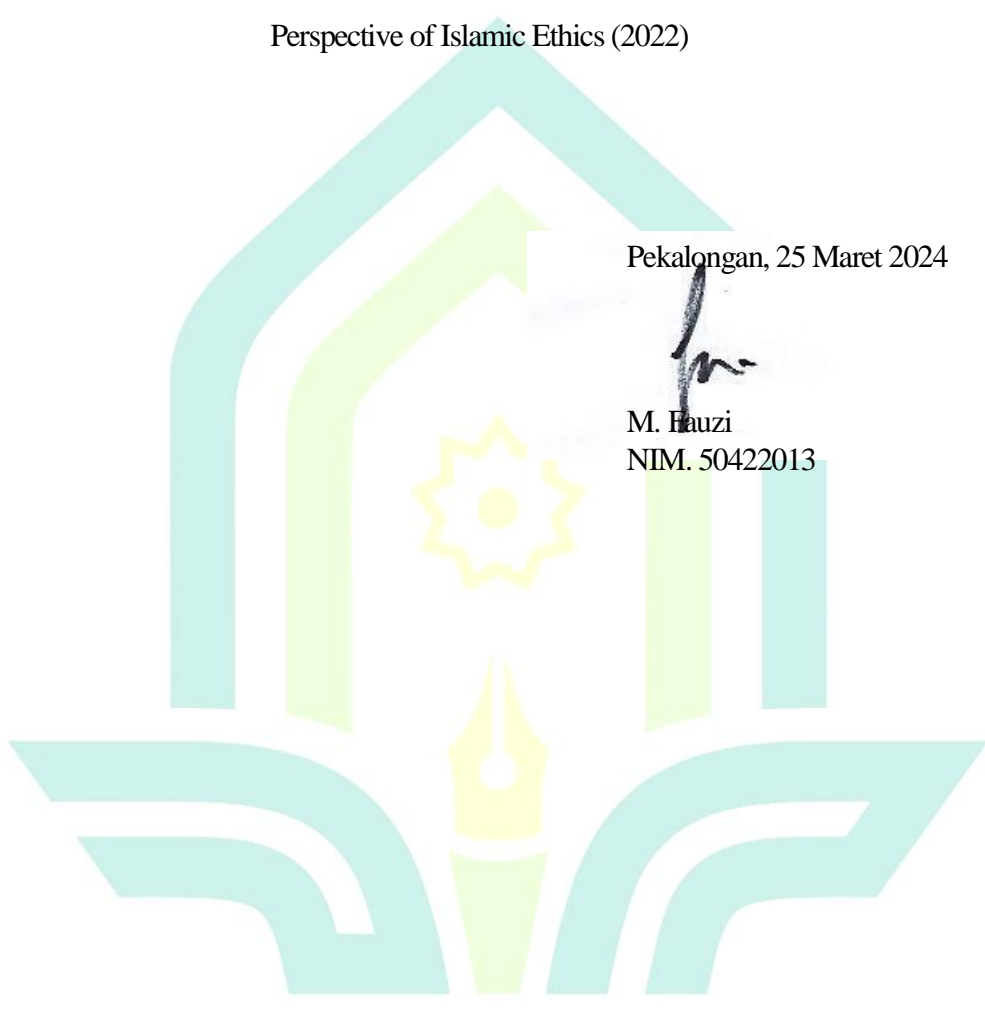 Perspective of Islamic Ethics (2022)
Pekalongan, 25 Maret 2024
M. Fauzi
NIM. 50422013